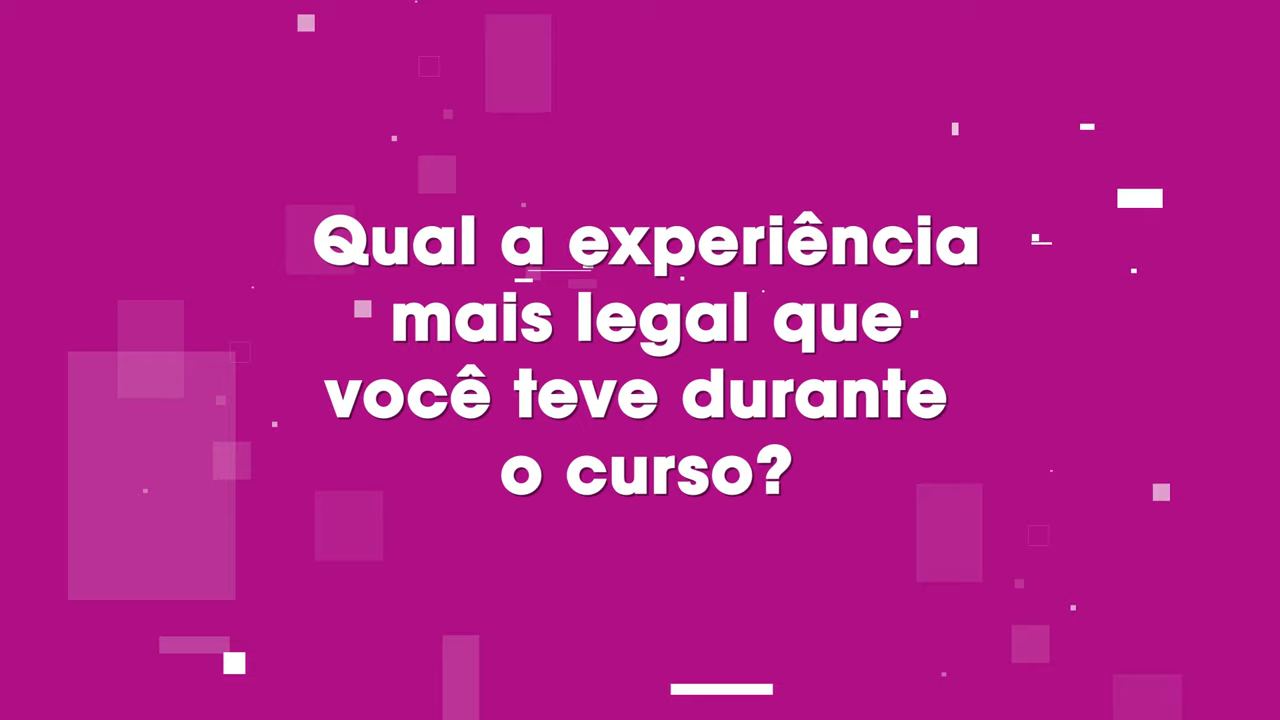 Qual a experiência
mais legal que
você teve durante
o curso?